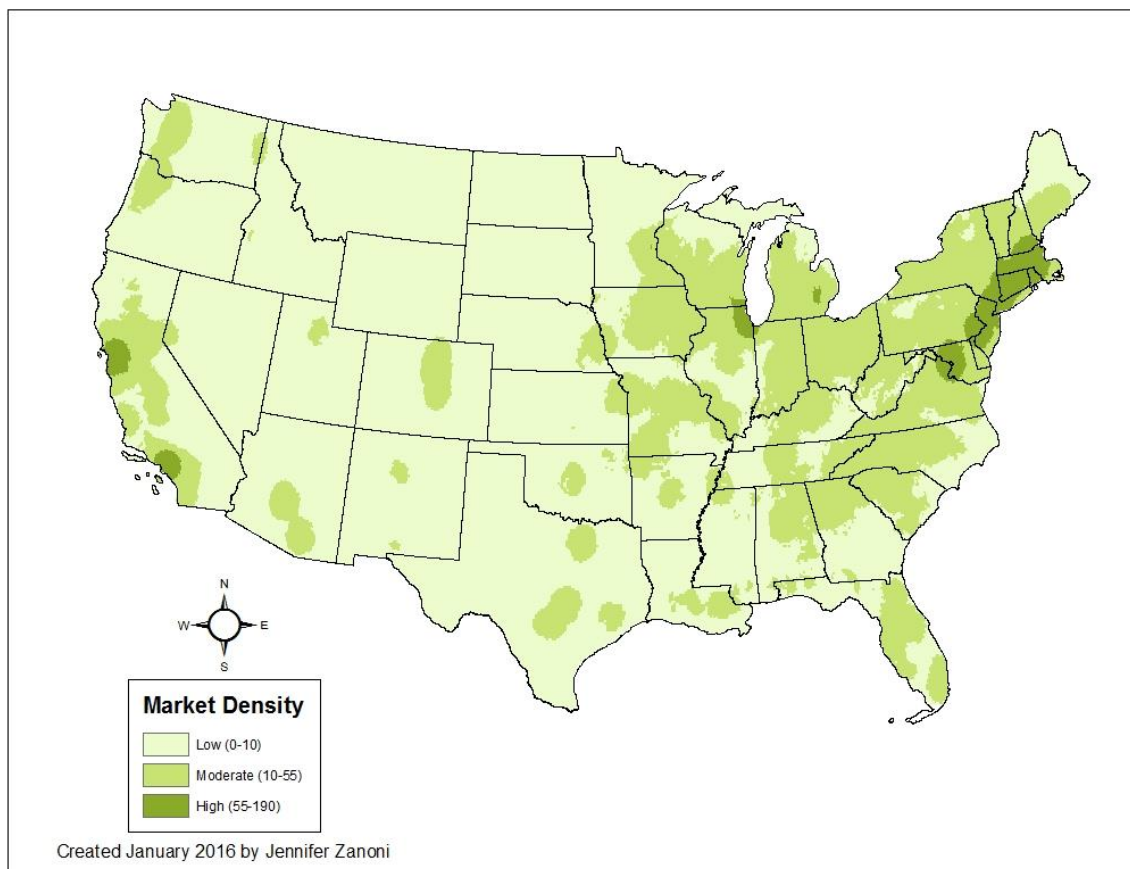 N
W E
S
Market Density
Low (0-10)
Moderate (10-55)
High (55-190)
Created January 2016 by Jennifer Zanoni